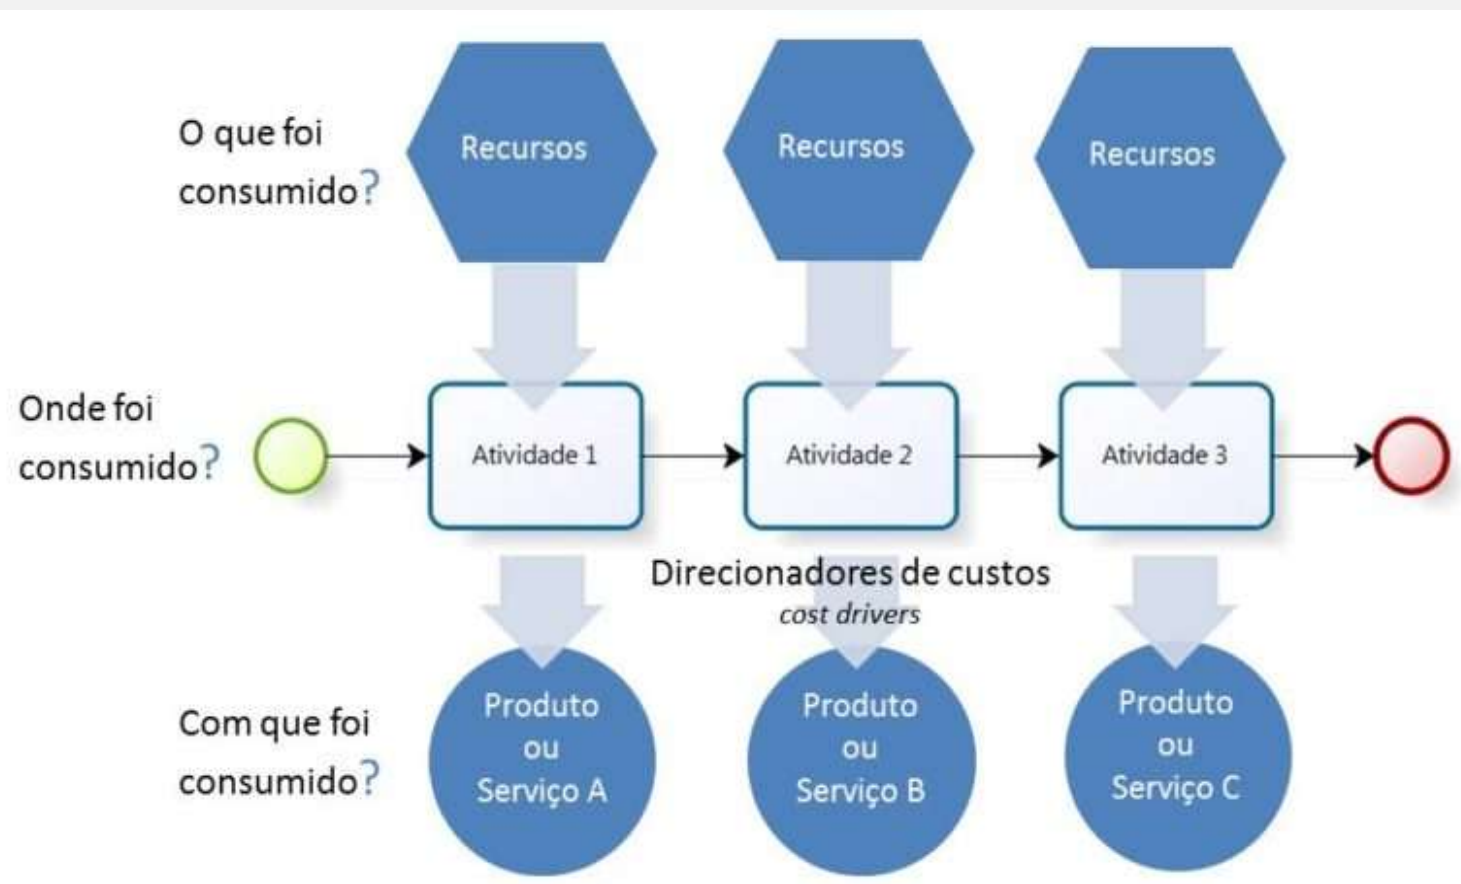 O que foi
consumido?
Recursos
Recursos
Recursos
Onde foi
consumido?
Atividade 1
Atividade 2
Atividade 3
Direcionadores de custos
cost drivers
Com que foi
consumido?
Produto
ou
Serviço A
Produto
ou
Serviço B
Produto
ou
Serviço C